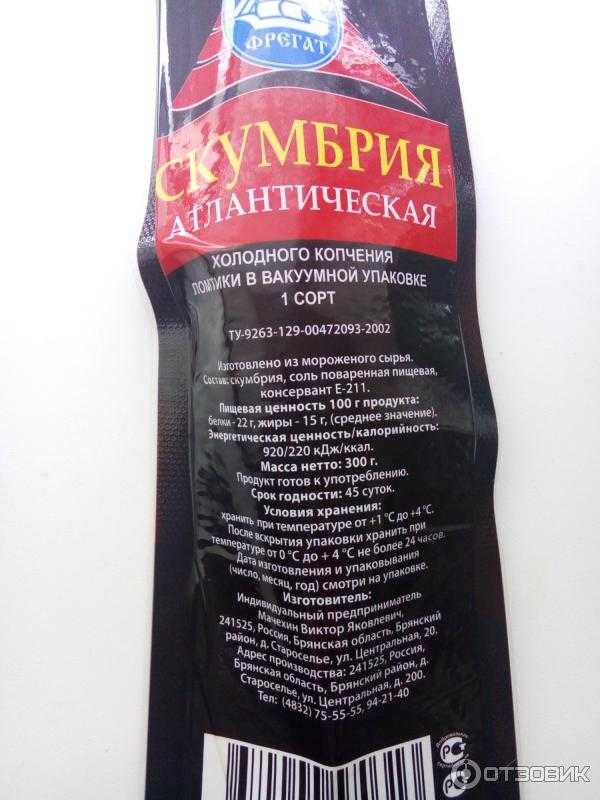 ФРЕГАТ
СКУМБРИЯ
АТЛАНТИЧЕСКАЯ
ХОЛОДНОГО КОПЧЕНИЯ
ЛОМТИКИ В ВАКУУМНОЙ УПАКОВКЕ
1 СОРТ
ТУ-9263-129-00472093-2002
Изготовлено из мороженого сырья.
Состав: скумбрия, соль поваренная пищевая,
консервант Е-211.
Пищевая ценность 100 г продукта:
белки - 22 г, жиры - 15 г, (среднее значение).
Энергетическая ценность/калорийность:
920/220 кДж/ккал.
Масса нетто: 300 г.
Продукт готов к употреблению.
Срок годности: 45 суток.
Условия хранения:
хранить при температуре от +1 °С до +4 °С.
После вскрытия упаковки хранить при
температуре от 0 °С до + 4 °С не более 24 часов.
Дата изготовления и упаковывания
(число, месяц, год) смотри на упаковке.
Изготовитель:
Индивидуальный предприниматель
Мачехин Виктор Яковлевич,
241525, Россия, Брянская область, Брянский
район, д. Староселье, ул. Центральная, 20.
Адрес производства: 241525, Россия,
Брянская область, Брянский район, д.
Староселье, ул. Центральная, д. 200.
Тел: (4832) 75-55-55, 94-21-40
ОТЗОВИК